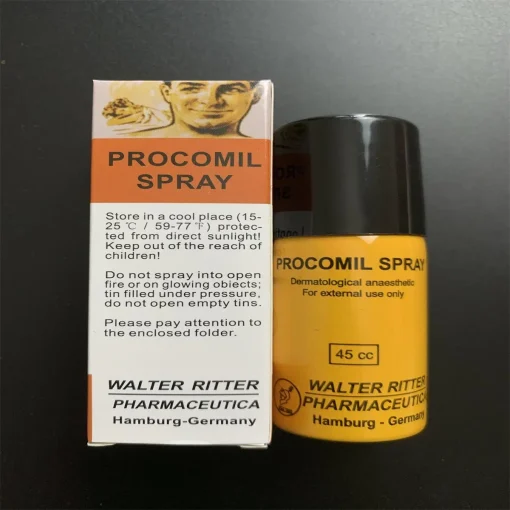 PROCOMIL
SPRAY
Store in a cool place (15-
25 ℃ / 59-77 ℉) protec-
ted from direct sunlight!
Keep out of the reach of
children!
Do not spray into open
fire or on glowing obiects;
tin filled under pressure,
do not open empty tins.
Please pay attention to
the enclosed folder.
WALTER RITTER
PHARMACEUTICA
Hamburg-Germany
PROCOMIL SPRAY
Dermatological anaesthetic
For external use only
45 cc
WALTER RITTER
PHARMACEUTICA
Hamburg - Germany